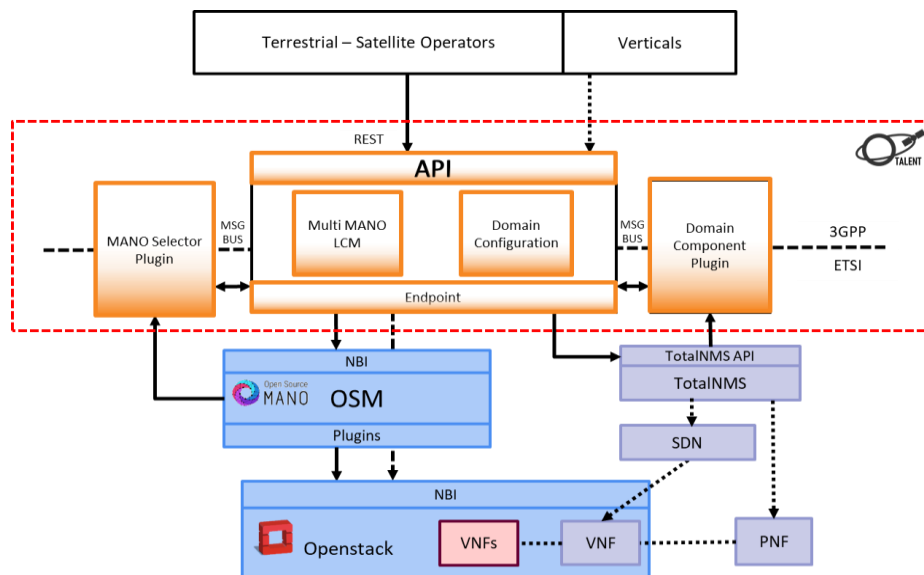 Terrestrial – Satellite Operators
Verticals
REST
TALENT
API
MANO Selector
Plugin
MSG
BUS
Multi MANO
LCM
Domain
Configuration
MSG
BUS
Domain
Component
Plugin
3GPP
ETSI
Endpoint
NBI
Open Source
MANO
OSM
Plugins
TotalNMS API
TotalNMS
SDN
NBI
Openstack
VNFs
VNF
PNF